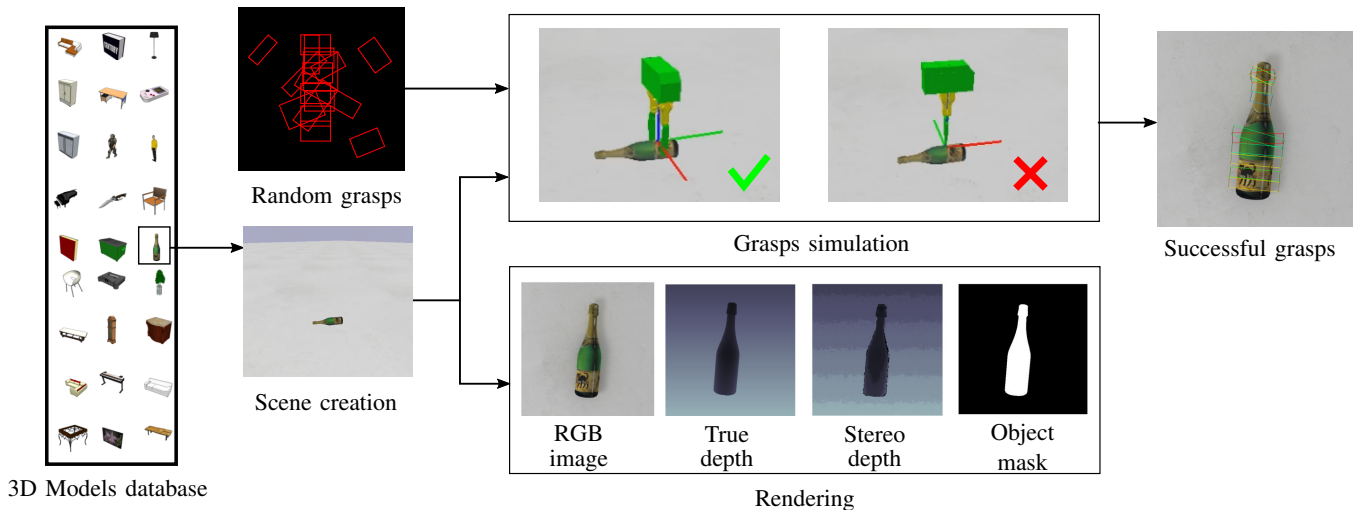 Random grasps
Grasps simulation
Successful grasps
Scene creation
RGB
image
True
depth
Stereo
depth
Object
mask
3D Models database
Rendering